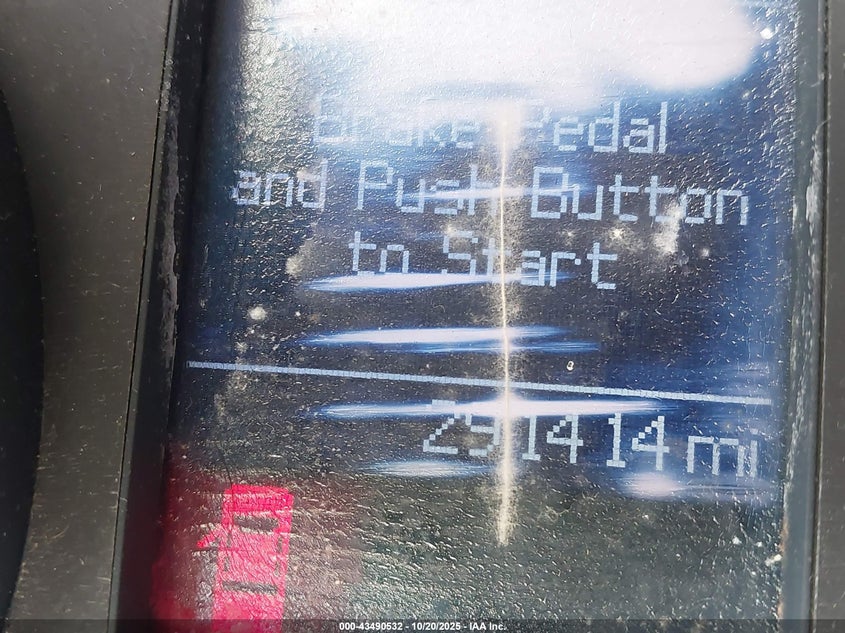 Brake Pedal
and Push Button
to Start
291414 mi
000-43490532 - 10/20/2025 - IAA Inc.